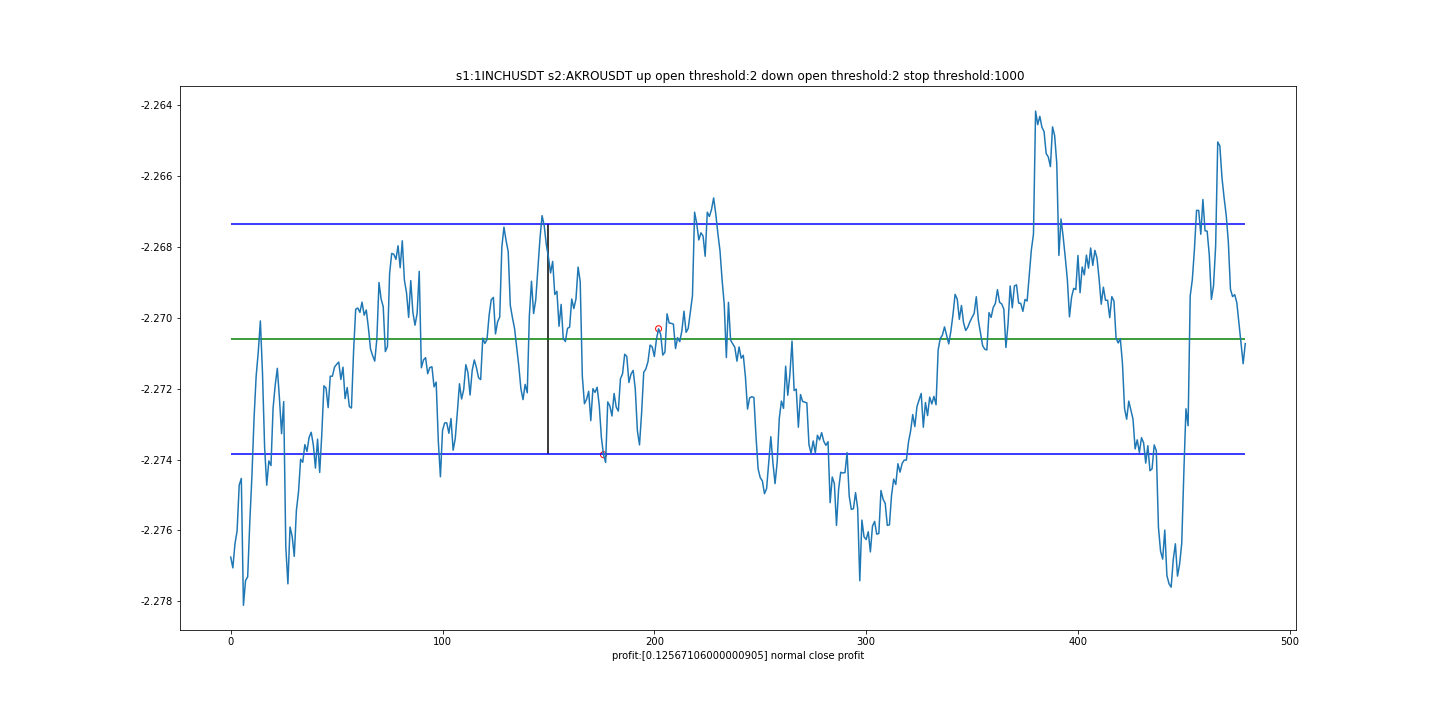 s1:1INCHUSDT s2:AKROUSDT up open threshold:2 down open threshold:2 stop threshold:1000
-2.264
-2.266
-2.268
-2.270
-2.272
-2.274
-2.276
-2.278
0 100 200 300 400 500
profit:[0.12567106000000905] normal close profit